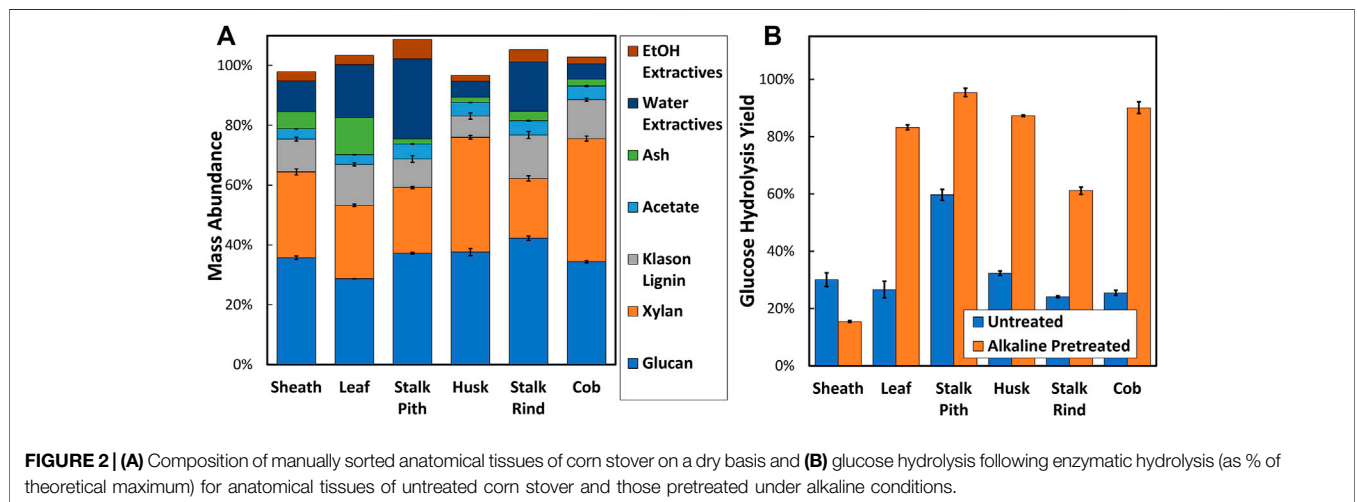 A
Mass Abundance
100%
80%
60%
40%
20%
0%
Sheath
Leaf
Stalk
Pith
Husk
Stalk
Rind
Cob
EtOH
Extractives
Water
Extractives
Ash
Acetate
Klason
Lignin
Xylan
Glucan
B
Glucose Hydrolysis Yield
100%
80%
60%
40%
20%
0%
Untreated
Alkaline Pretreated
Sheath
Leaf
Stalk
Pith
Husk
Stalk
Rind
Cob
FIGURE 2 | (A) Composition of manually sorted anatomical tissues of corn stover on a dry basis and (B) glucose hydrolysis following enzymatic hydrolysis (as % of
theoretical maximum) for anatomical tissues of untreated corn stover and those pretreated under alkaline conditions.